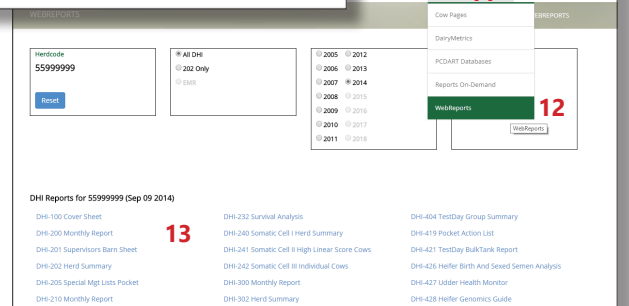 WEBREPORTS
EBREPORTS
Cow Pages
DairyMetrics
PCDART Datasets
Reports On-Demand
WebReports
12
WebReports
Herdcode
55999999
Reset
All DHI
202 Only
EMR
2005 2012
2006 2013
2007 2014
2008 2015
2009 2016
2010 2017
2011 2018
DHI Reports for 55999999 (Sep 09 2014)
13
DHI-100 Cover Sheet
DHI-200 Monthly Report
DHI-201 Supervisors Barn Sheet
DHI-202 Herd Summary
DHI-205 Special Mgt Lists Pocket
DHI-210 Monthly Report
DHI-232 Survival Analysis
DHI-240 Somatic Cell I Herd Summary
DHI-241 Somatic Cell II High Linear Score Cows
DHI-242 Somatic Cell III Individual Cows
DHI-300 Monthly Report
DHI-302 Herd Summary
DHI-404 TestDay Group Summary
DHI-419 Pocket Action List
DHI-421 TestDay BulkTank Report
DHI-426 Heifer Birth And Sexed Semen Analysis
DHI-427 Udder Health Monitor
DHI-428 Heifer Genomics Guide